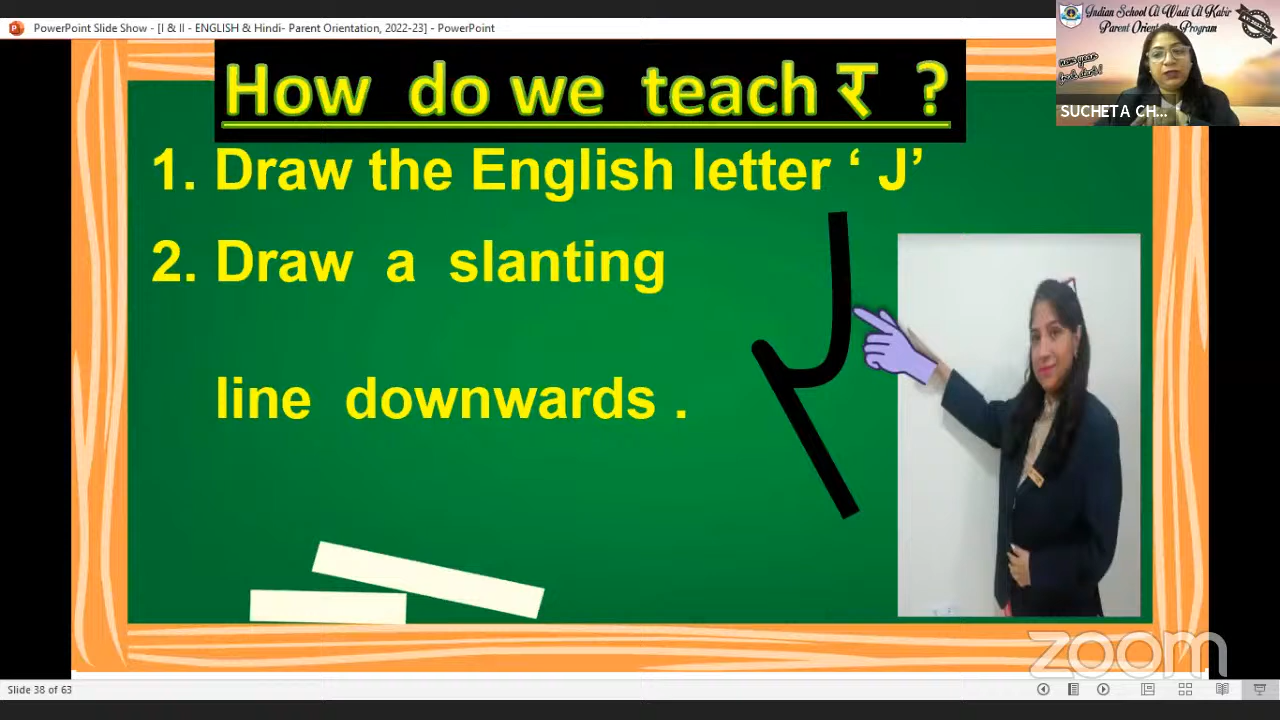 PowerPoint Slide Show - [I & II - ENGLISH & Hindi- Parent Orientation, 2022-23] - PowerPoint
Indian School Al Wadi Al Kabir
Parent Orientation Program
SUCHETA CH...
How do we teach र ?
1. Draw the English letter ‘ J’
2. Draw a slanting
line downwards .
zoom
Slide 38 of 63